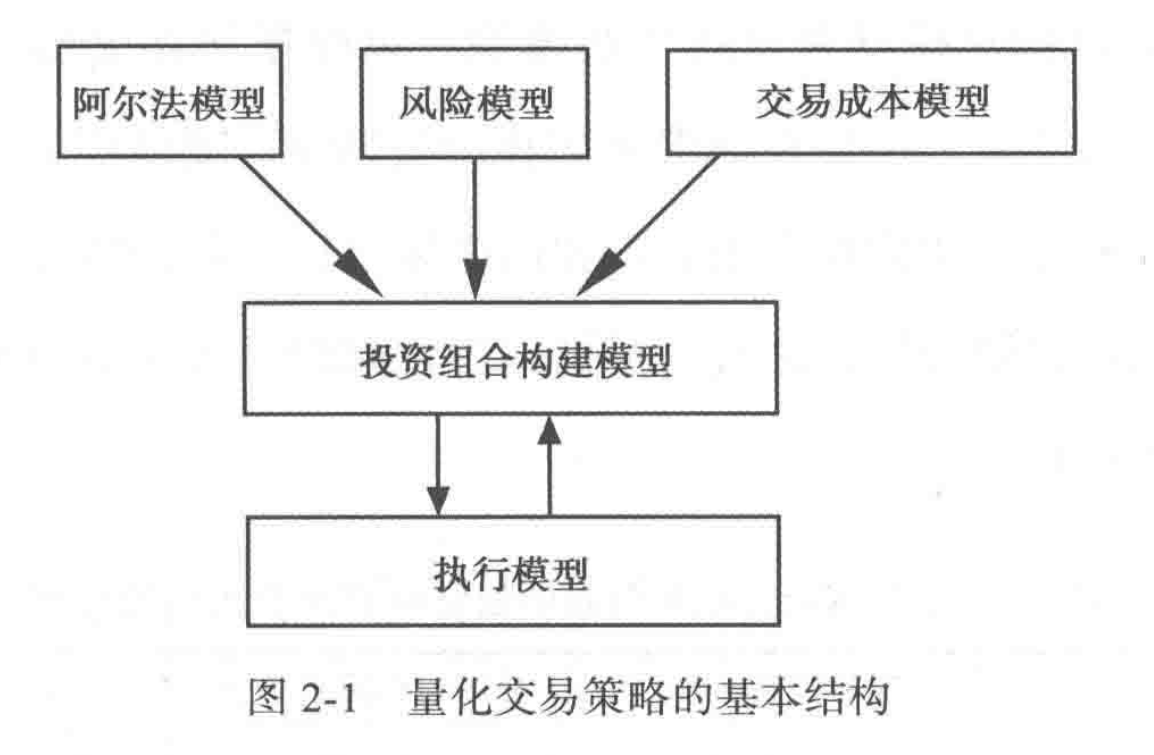 阿尔法模型
风险模型
交易成本模型
投资组合构建模型
执行模型
图 2-1 量化交易策略的基本结构